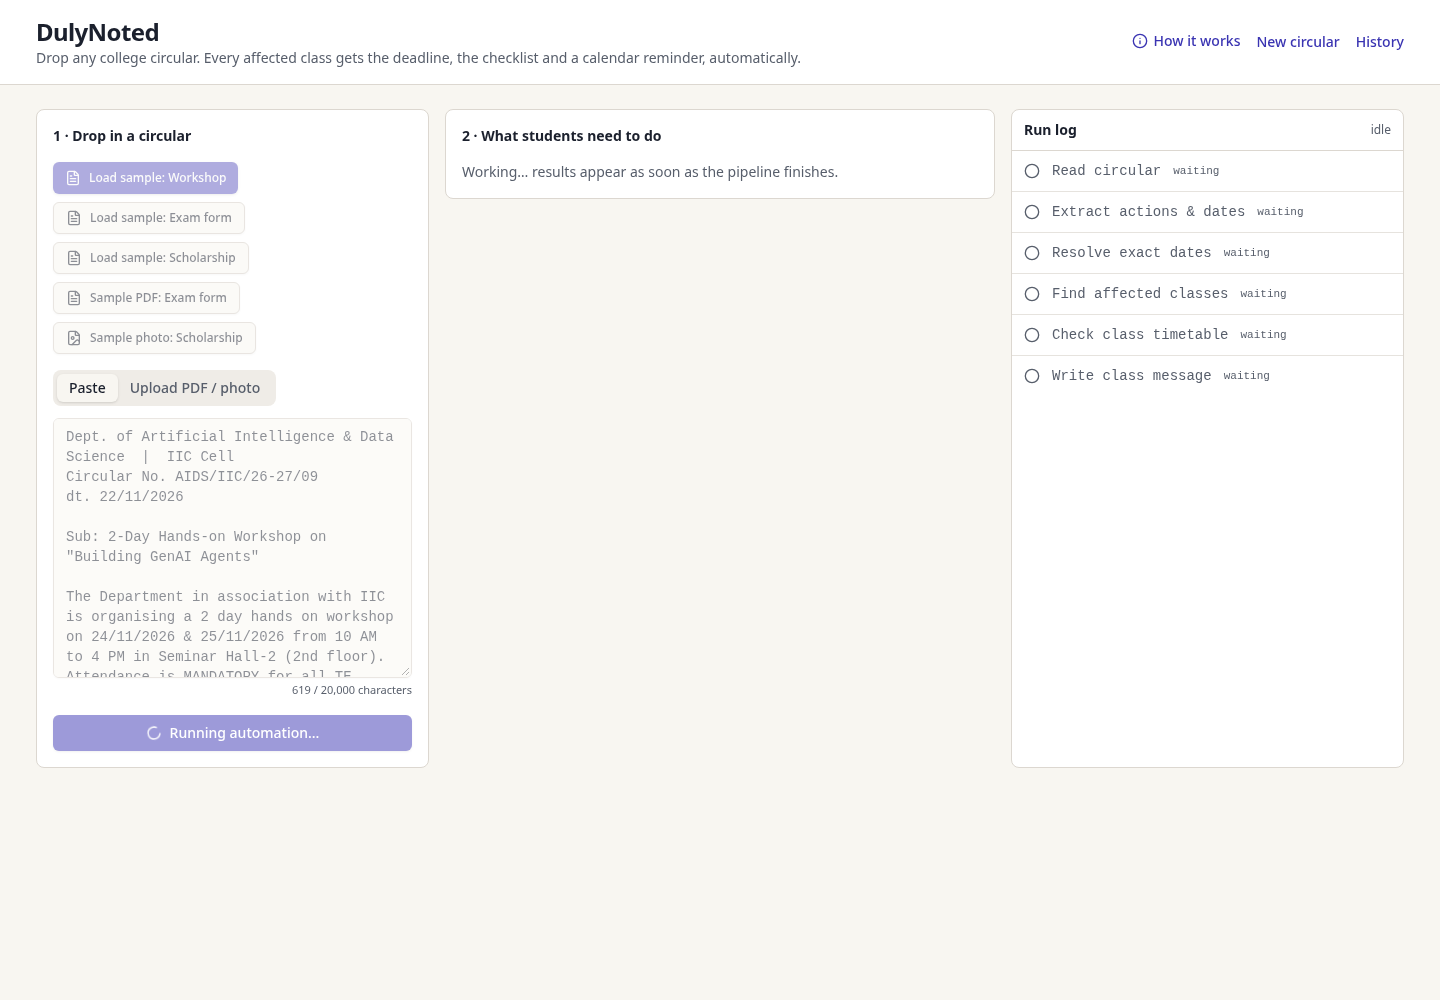 DulyNoted
Drop any college circular. Every affected class gets the deadline, the checklist and a calendar reminder, automatically.
How it works
New circular
History
1 · Drop in a circular
Load sample: Workshop
Load sample: Exam form
Load sample: Scholarship
Sample PDF: Exam form
Sample photo: Scholarship
Paste
Upload PDF / photo
Dept. of Artificial Intelligence & Data
Science | IIC Cell
Circular No. AIDS/IIC/26-27/09
dt. 22/11/2026
Sub: 2-Day Hands-on Workshop on
"Building GenAI Agents"
The Department in association with IIC
is organising a 2 day hands on workshop
on 24/11/2026 & 25/11/2026 from 10 AM
to 4 PM in Seminar Hall-2 (2nd floor).
Attendance is MANDATORY for all TE
619 / 20,000 characters
Running automation...
2 · What students need to do
Working... results appear as soon as the pipeline finishes.
Run log
idle
Read circular waiting
Extract actions & dates waiting
Resolve exact dates waiting
Find affected classes waiting
Check class timetable waiting
Write class message waiting